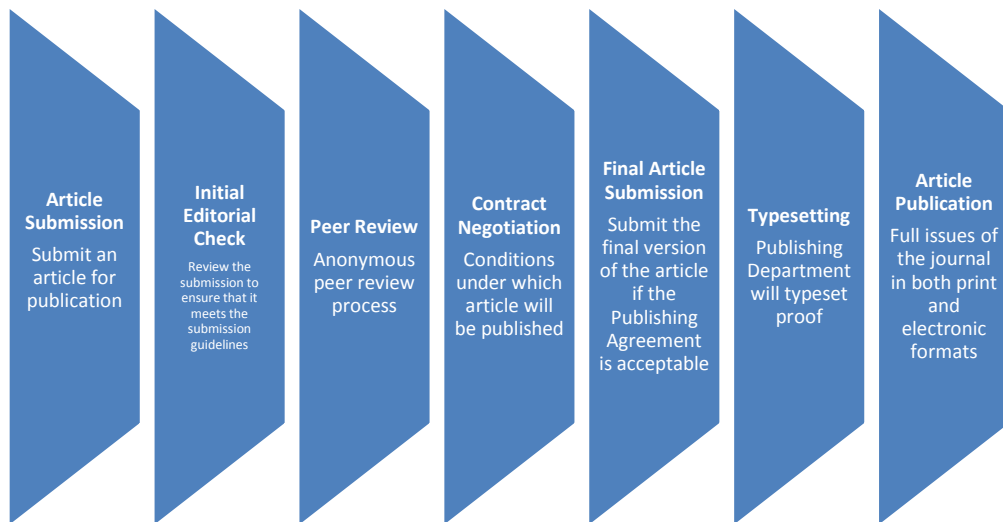 Article
Submission
Submit an
article for
publication
Initial
Editorial
Check
Review the
submission to
ensure that it
meets the
submission
guidelines
Peer Review
Anonymous
peer review
process
Contract
Negotiation
Conditions
under which
article will
be published
Final Article
Submission
Submit the
final version
of the article
if the
Publishing
Agreement
is acceptable
Typesetting
Publishing
Department
will typeset
proof
Article
Publication
Full issues of
the journal
in both print
and
electronic
formats